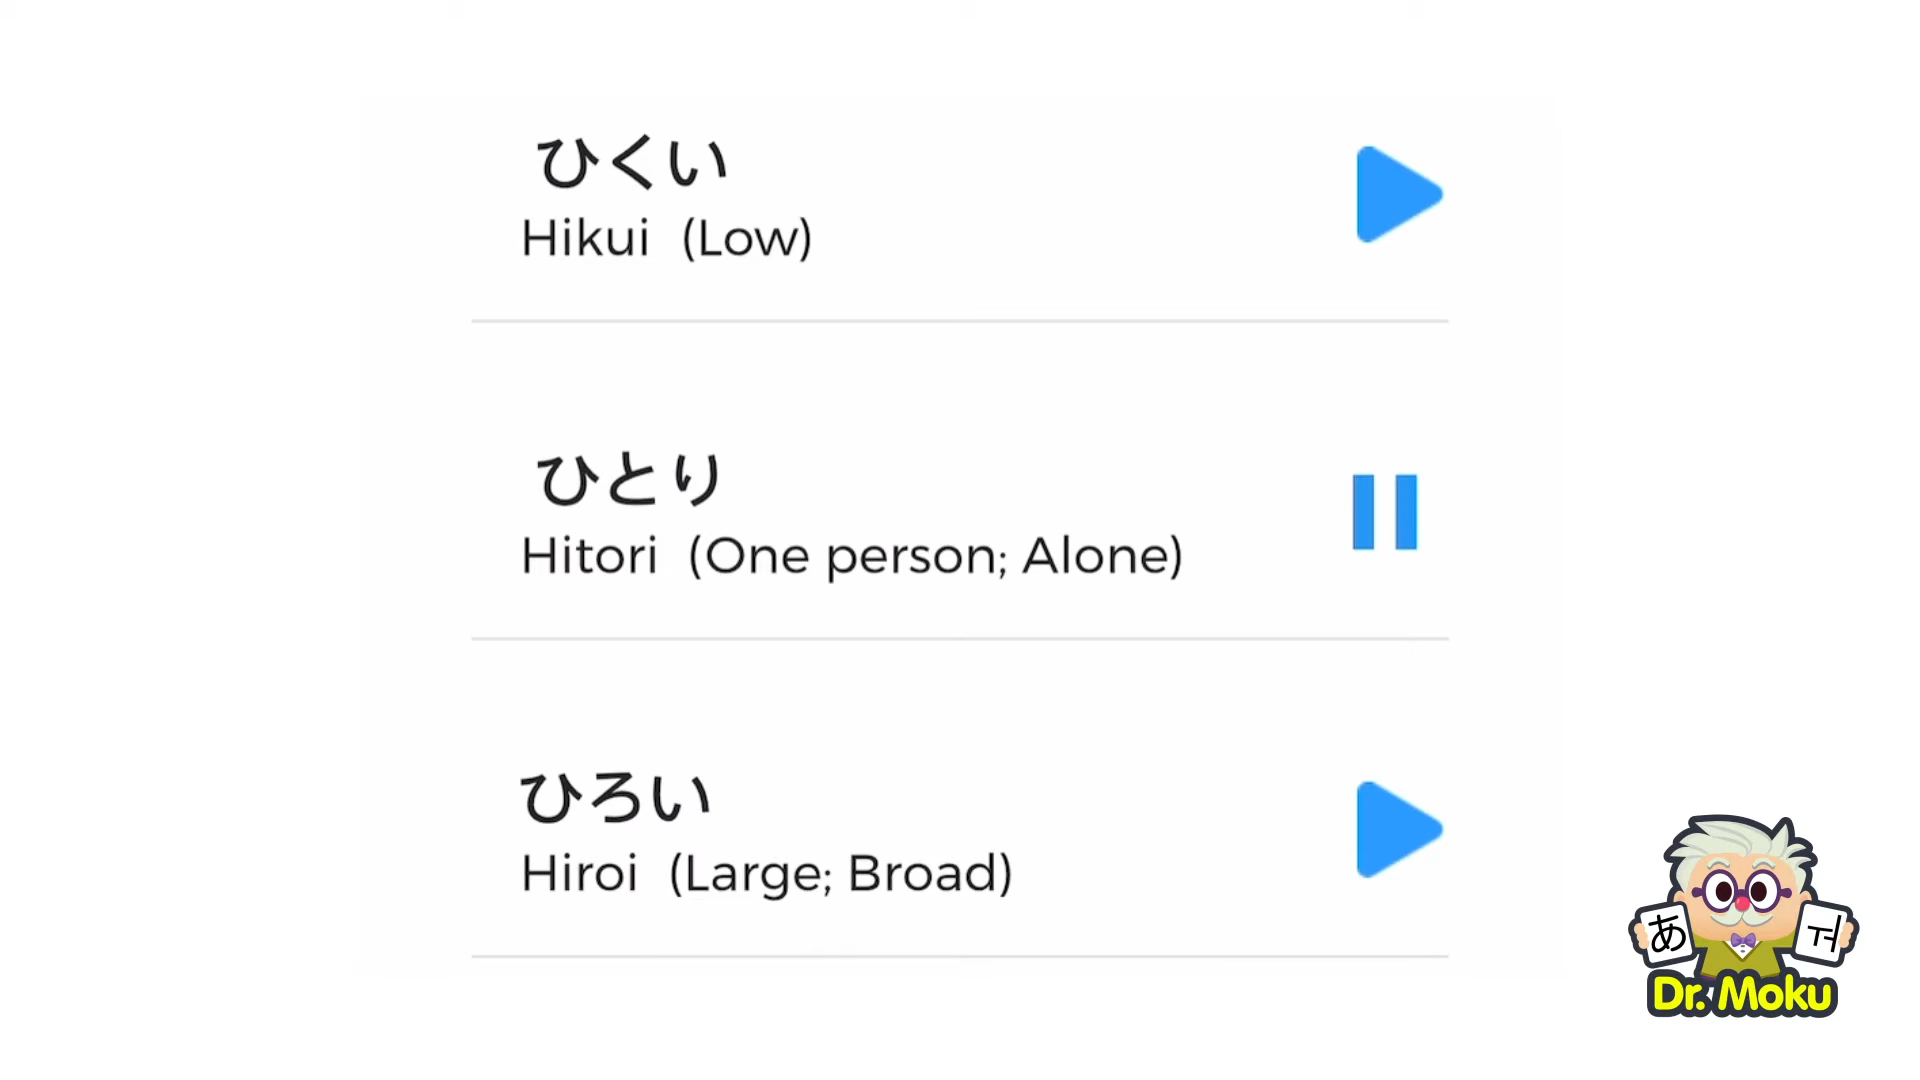 ひくい
Hikui (Low)
ひとり
Hitori (One person; Alone)
ひろい
Hiroi (Large; Broad)
あ
ㅝ
Dr. Moku